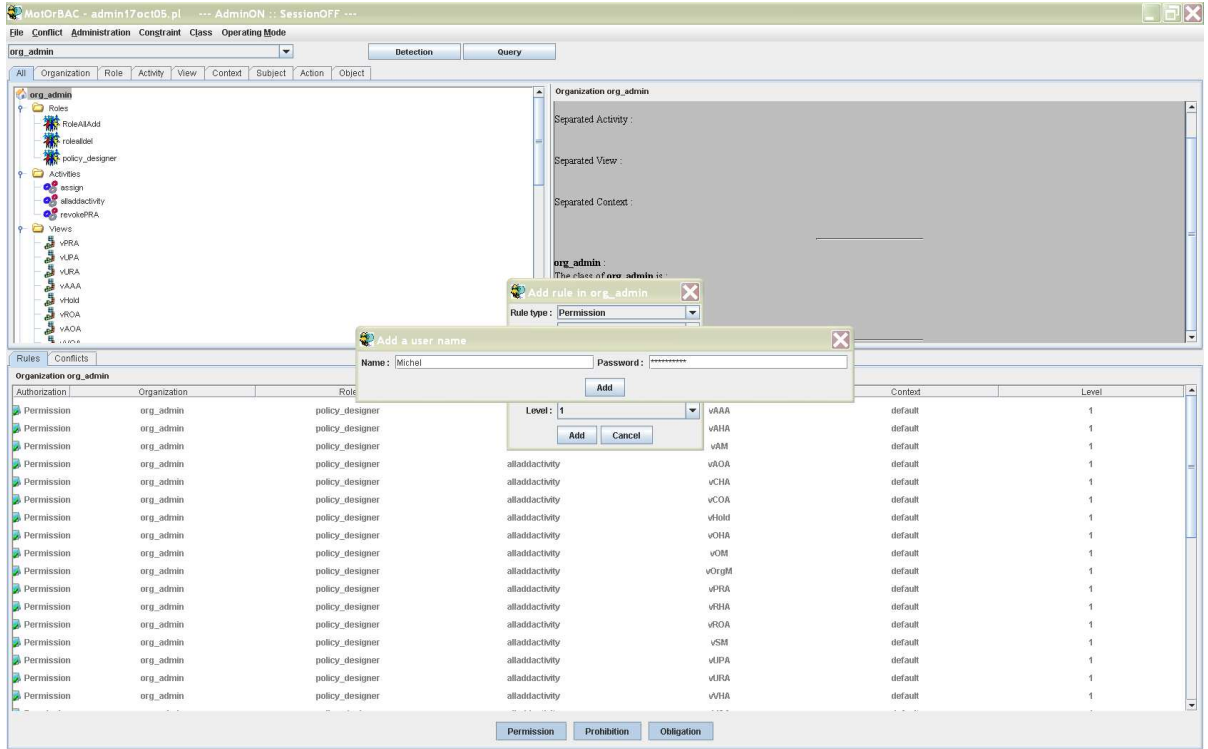 MotOrBAC - admin17oct05.pl --- AdminON :: SessionOFF ---
File Conflict Administration Constraint Class Operating Mode
org_admin Detection Query
All Organization Role Activity View Context Subject Action Object
org_admin
Roles
RoleAllAdd
rolealldel
policy_designer
Activities
assign
alladdactivity
revokePRA
Views
vPRA
vUPA
vURA
vAAA
vHold
vROA
vAOA
Organization org_admin
Separated Activity :
Separated View :
Separated Context :
org_admin :
The class of org_admin is :
Add rule in org_admin
Rule type : Permission
Add a user name
Name : Michel Password : **********
Add
Level : 1
Add Cancel
Rules Conflicts
Organization org_admin
Authorization Organization Role Context Level
Permission org_admin policy_designer vAAA default 1
Permission org_admin policy_designer vAHA default 1
Permission org_admin policy_designer vAM default 1
Permission org_admin policy_designer alladdactivity vAOA default 1
Permission org_admin policy_designer alladdactivity vCHA default 1
Permission org_admin policy_designer alladdactivity vCOA default 1
Permission org_admin policy_designer alladdactivity vHold default 1
Permission org_admin policy_designer alladdactivity vOHA default 1
Permission org_admin policy_designer alladdactivity vOM default 1
Permission org_admin policy_designer alladdactivity vOrgM default 1
Permission org_admin policy_designer alladdactivity vPRA default 1
Permission org_admin policy_designer alladdactivity vRHA default 1
Permission org_admin policy_designer alladdactivity vROA default 1
Permission org_admin policy_designer alladdactivity vSM default 1
Permission org_admin policy_designer alladdactivity vUPA default 1
Permission org_admin policy_designer alladdactivity vURA default 1
Permission org_admin policy_designer alladdactivity vVHA default 1
Permission Prohibition Obligation